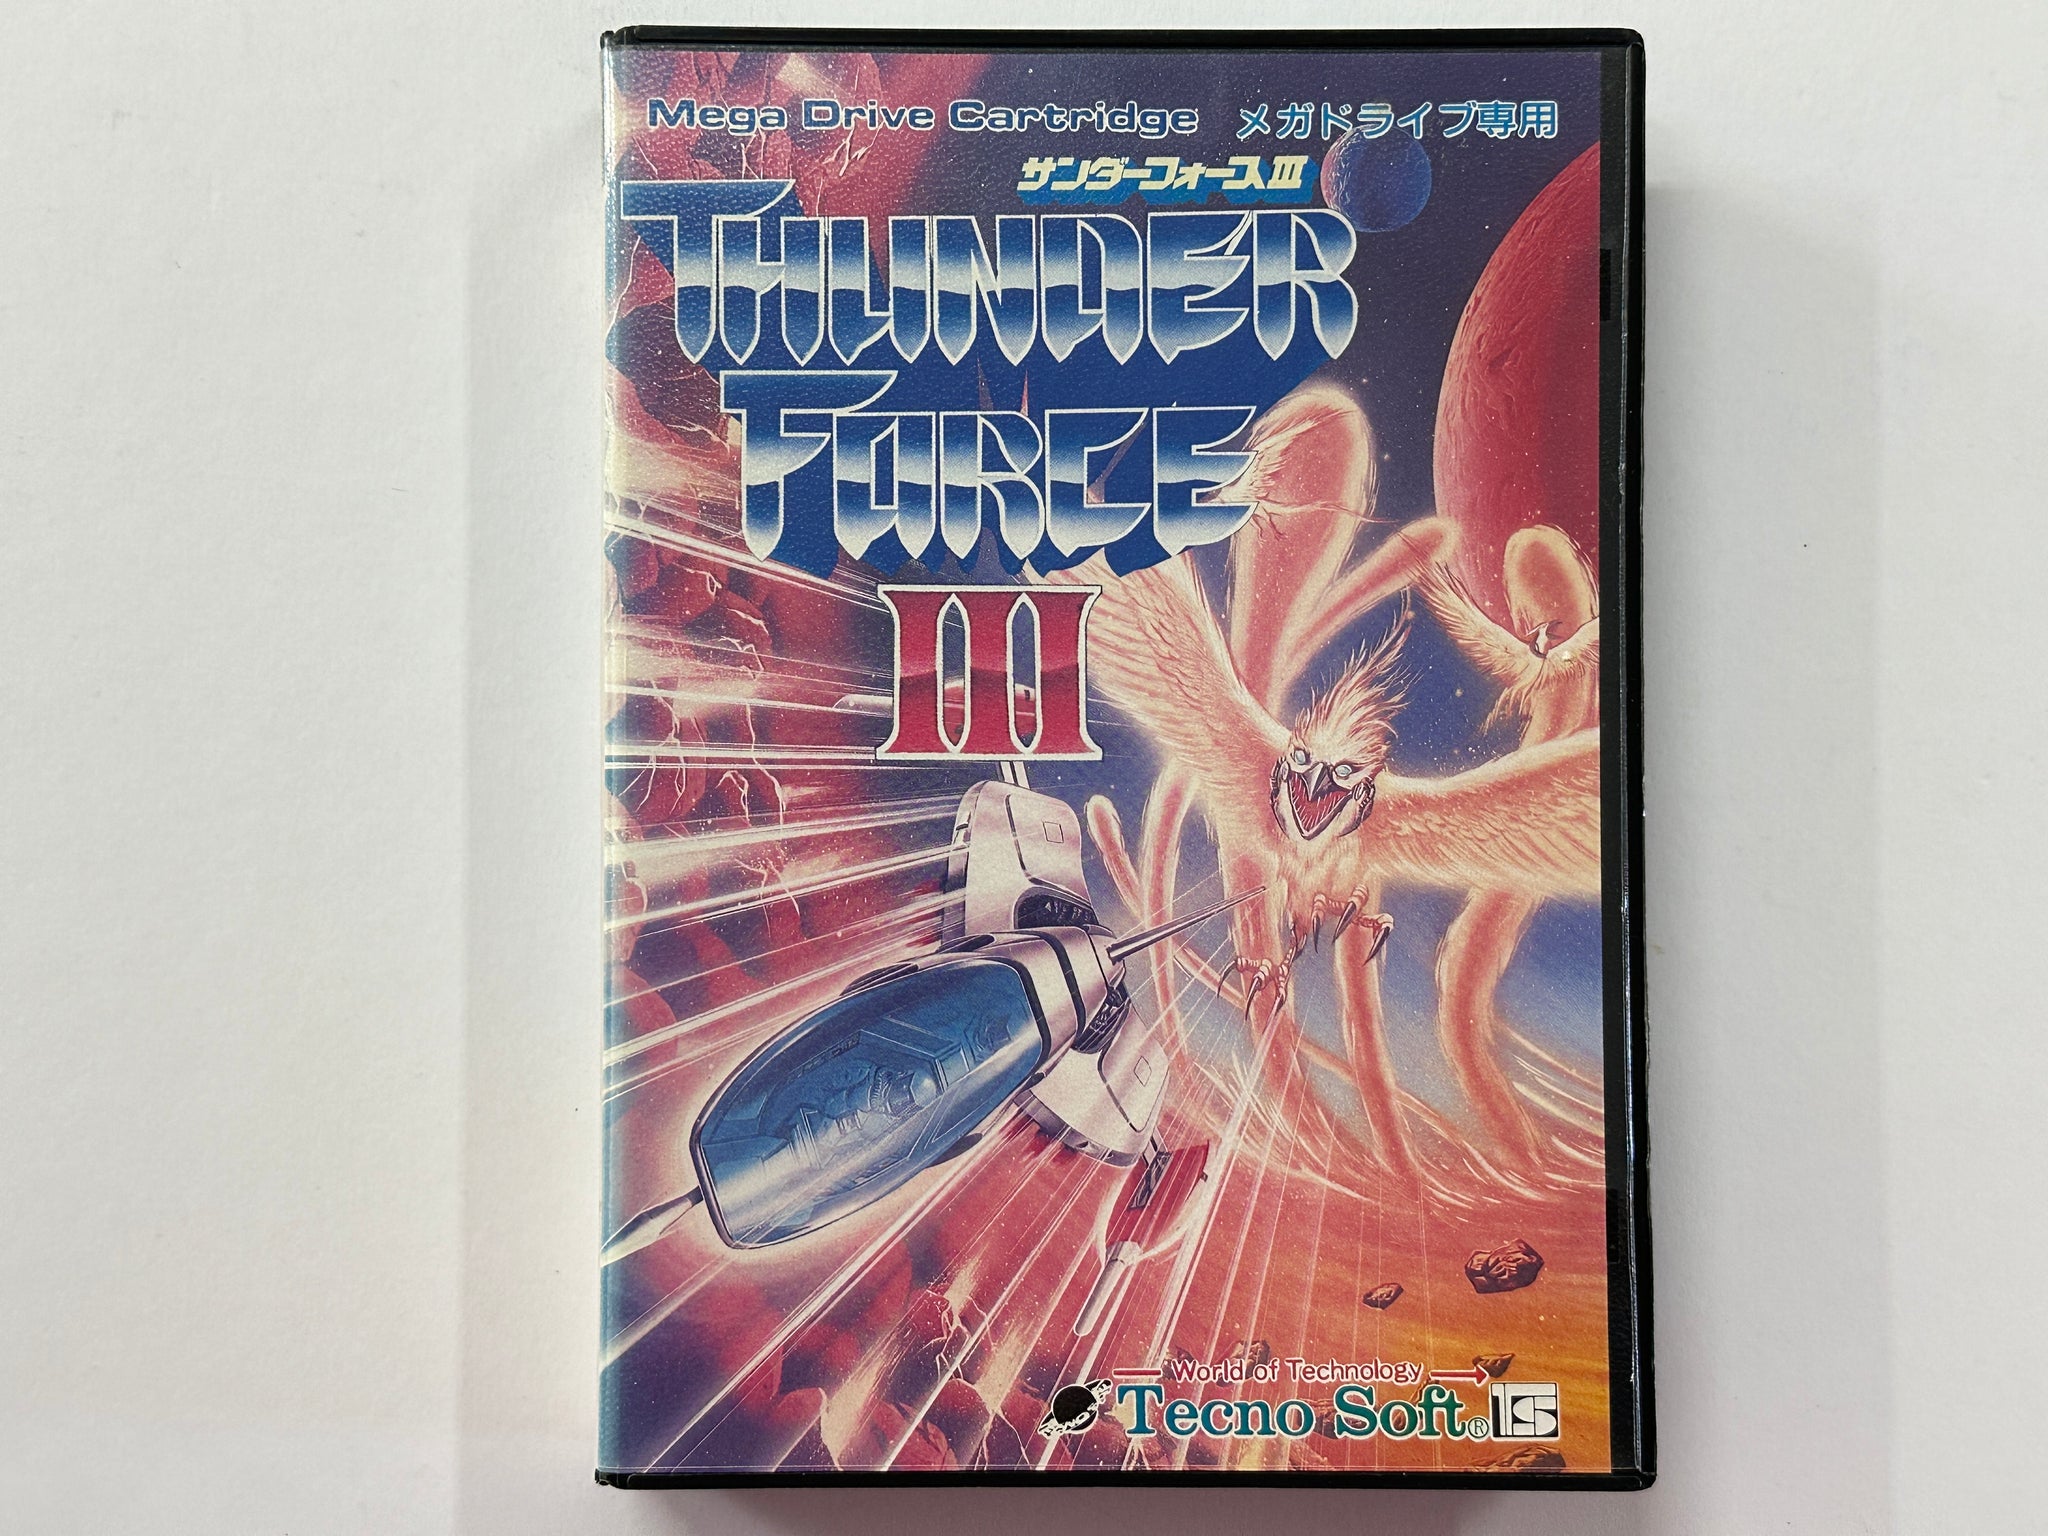 Mega Drive Cartridge メガドライブ専用
サンダーフォースIII
THUNDER
FORCE
III
World of Technology
Tecno Soft®